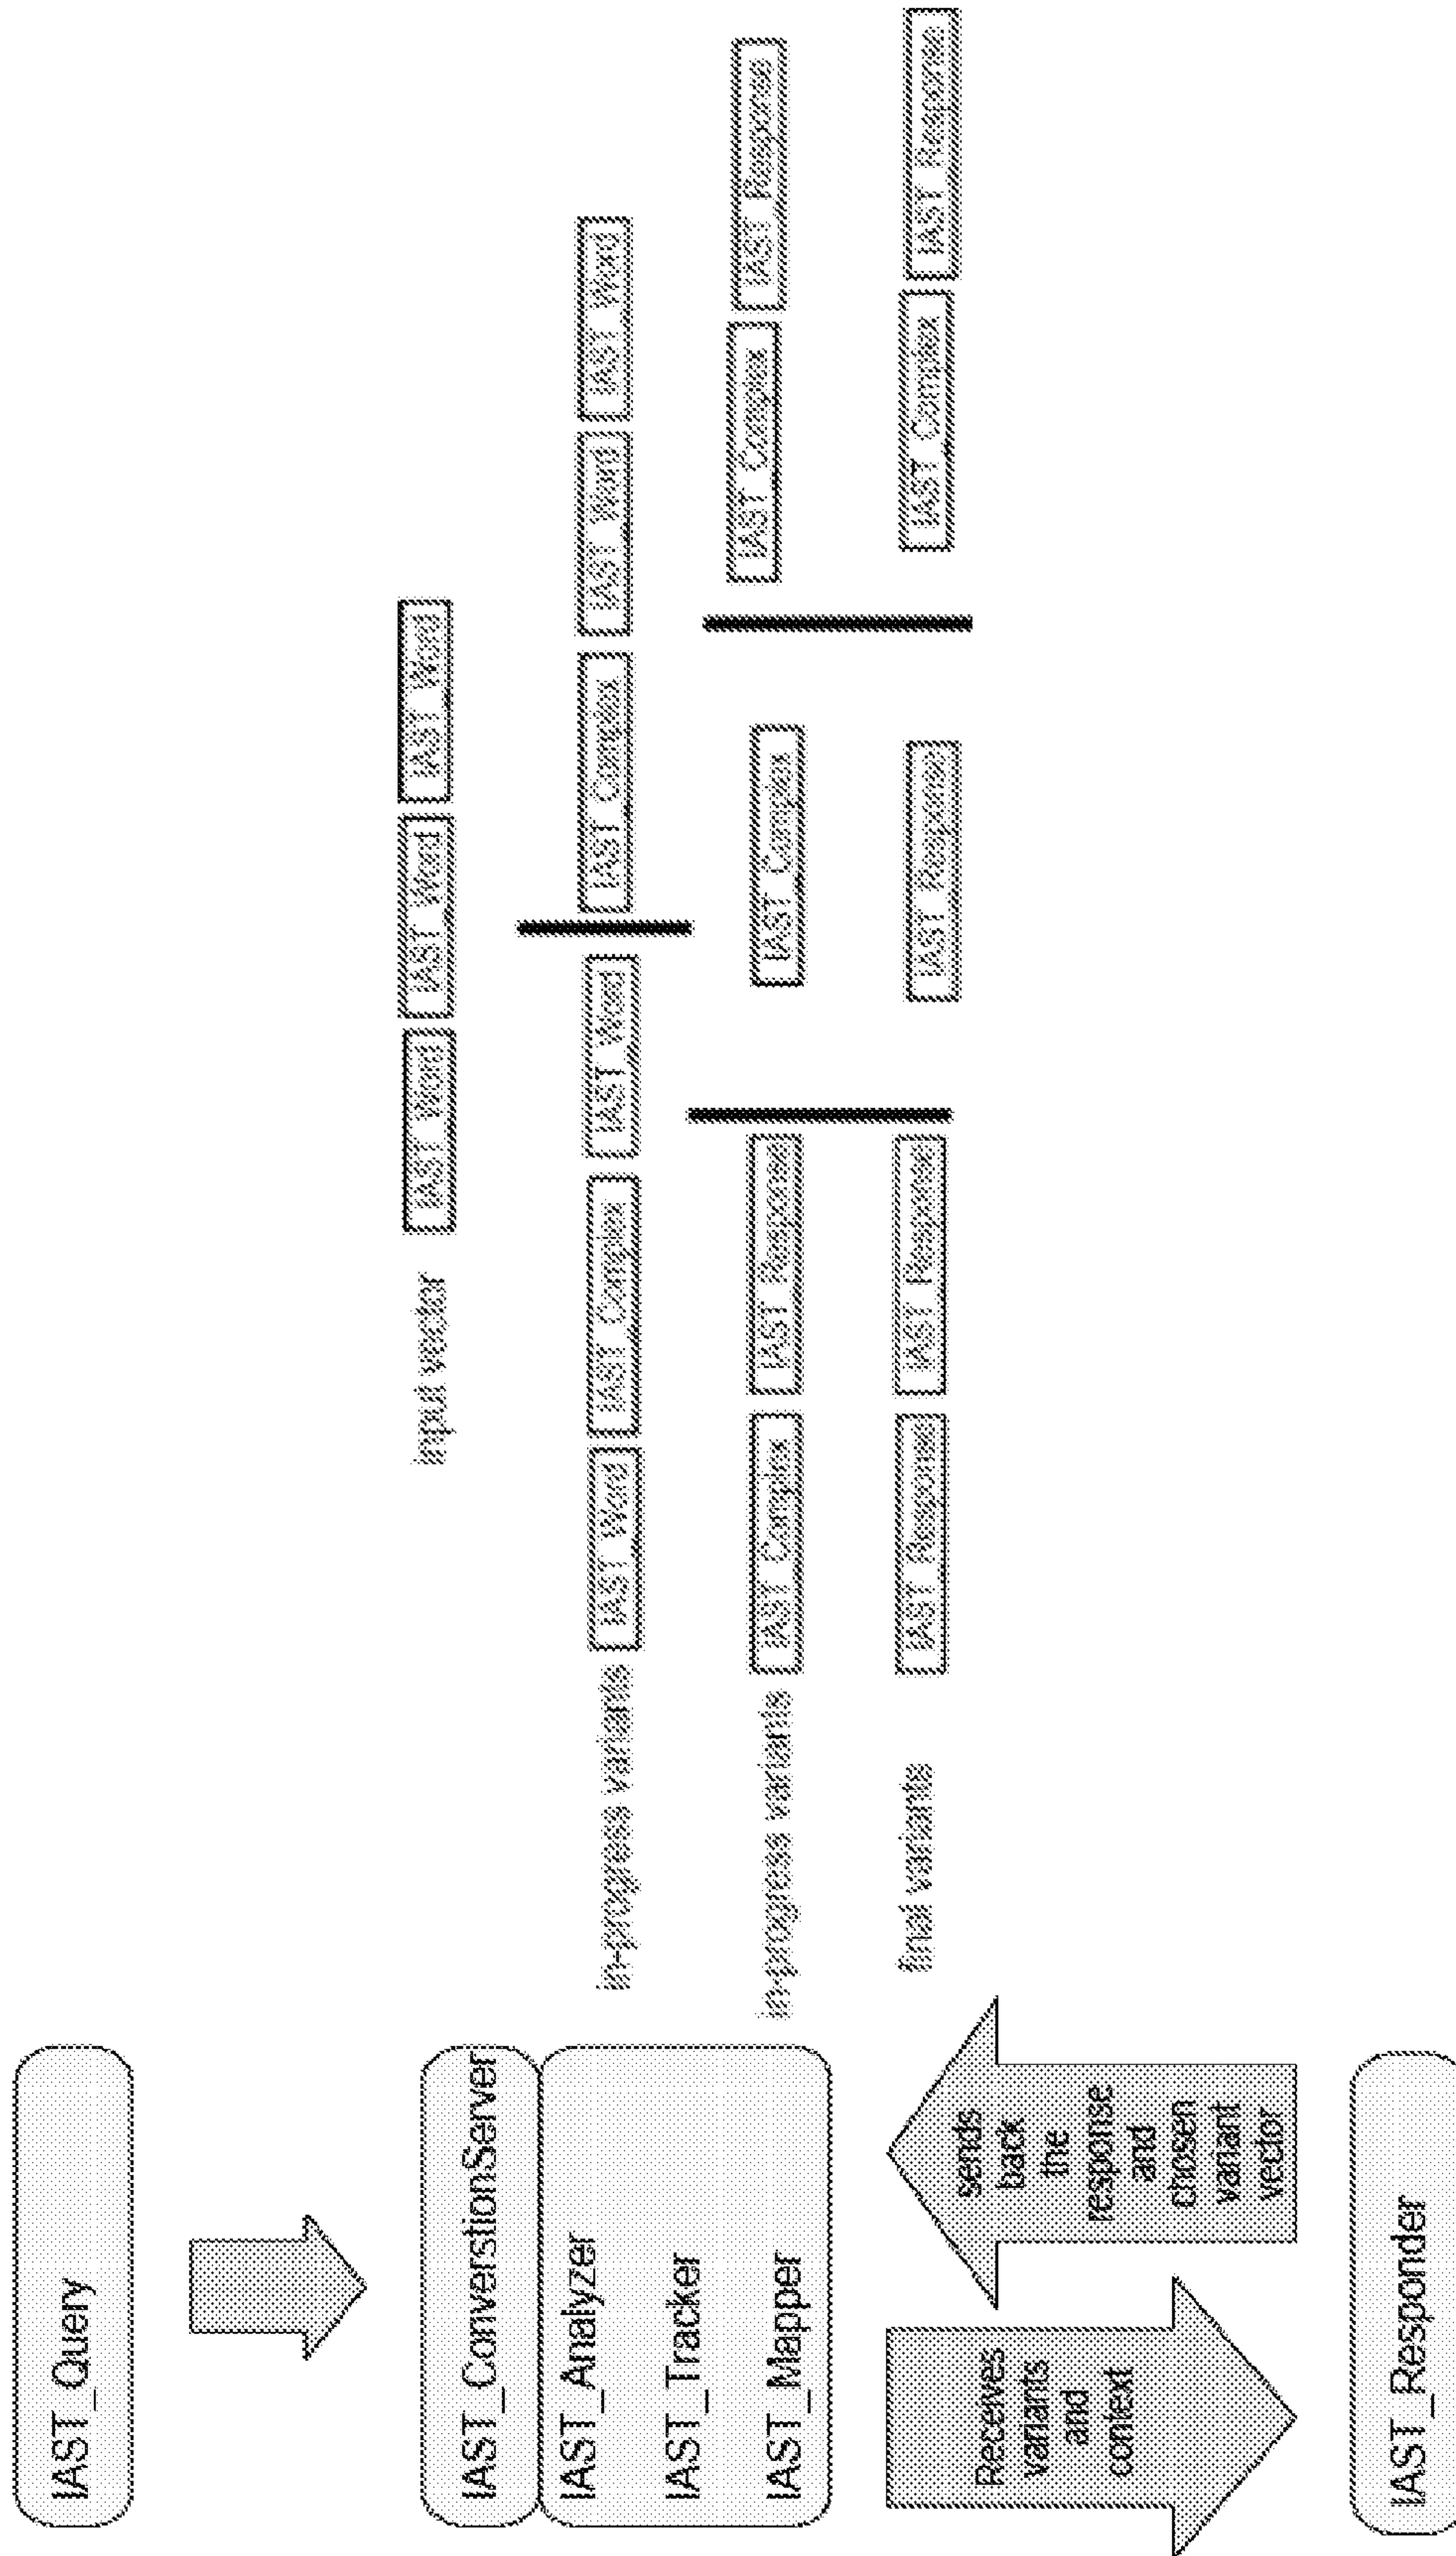 IAST_Query
IAST_ConverstionServer
IAST_Analyzer
IAST_Tracker
IAST_Mapper
input vector IAST_Word IAST_Word IAST_Word
in-progress variants IAST_Word IAST_Complex IAST_Word IAST_Complex IAST_Word IAST_Word
in-progress variants IAST_Complex IAST_Response IAST_Complex IAST_Complex IAST_Response
final variants IAST_Response IAST_Response IAST_Response IAST_Complex IAST_Response
Receives
variants
and
context
sends
back
the
response
and
chosen
variant
vector
IAST_Responder